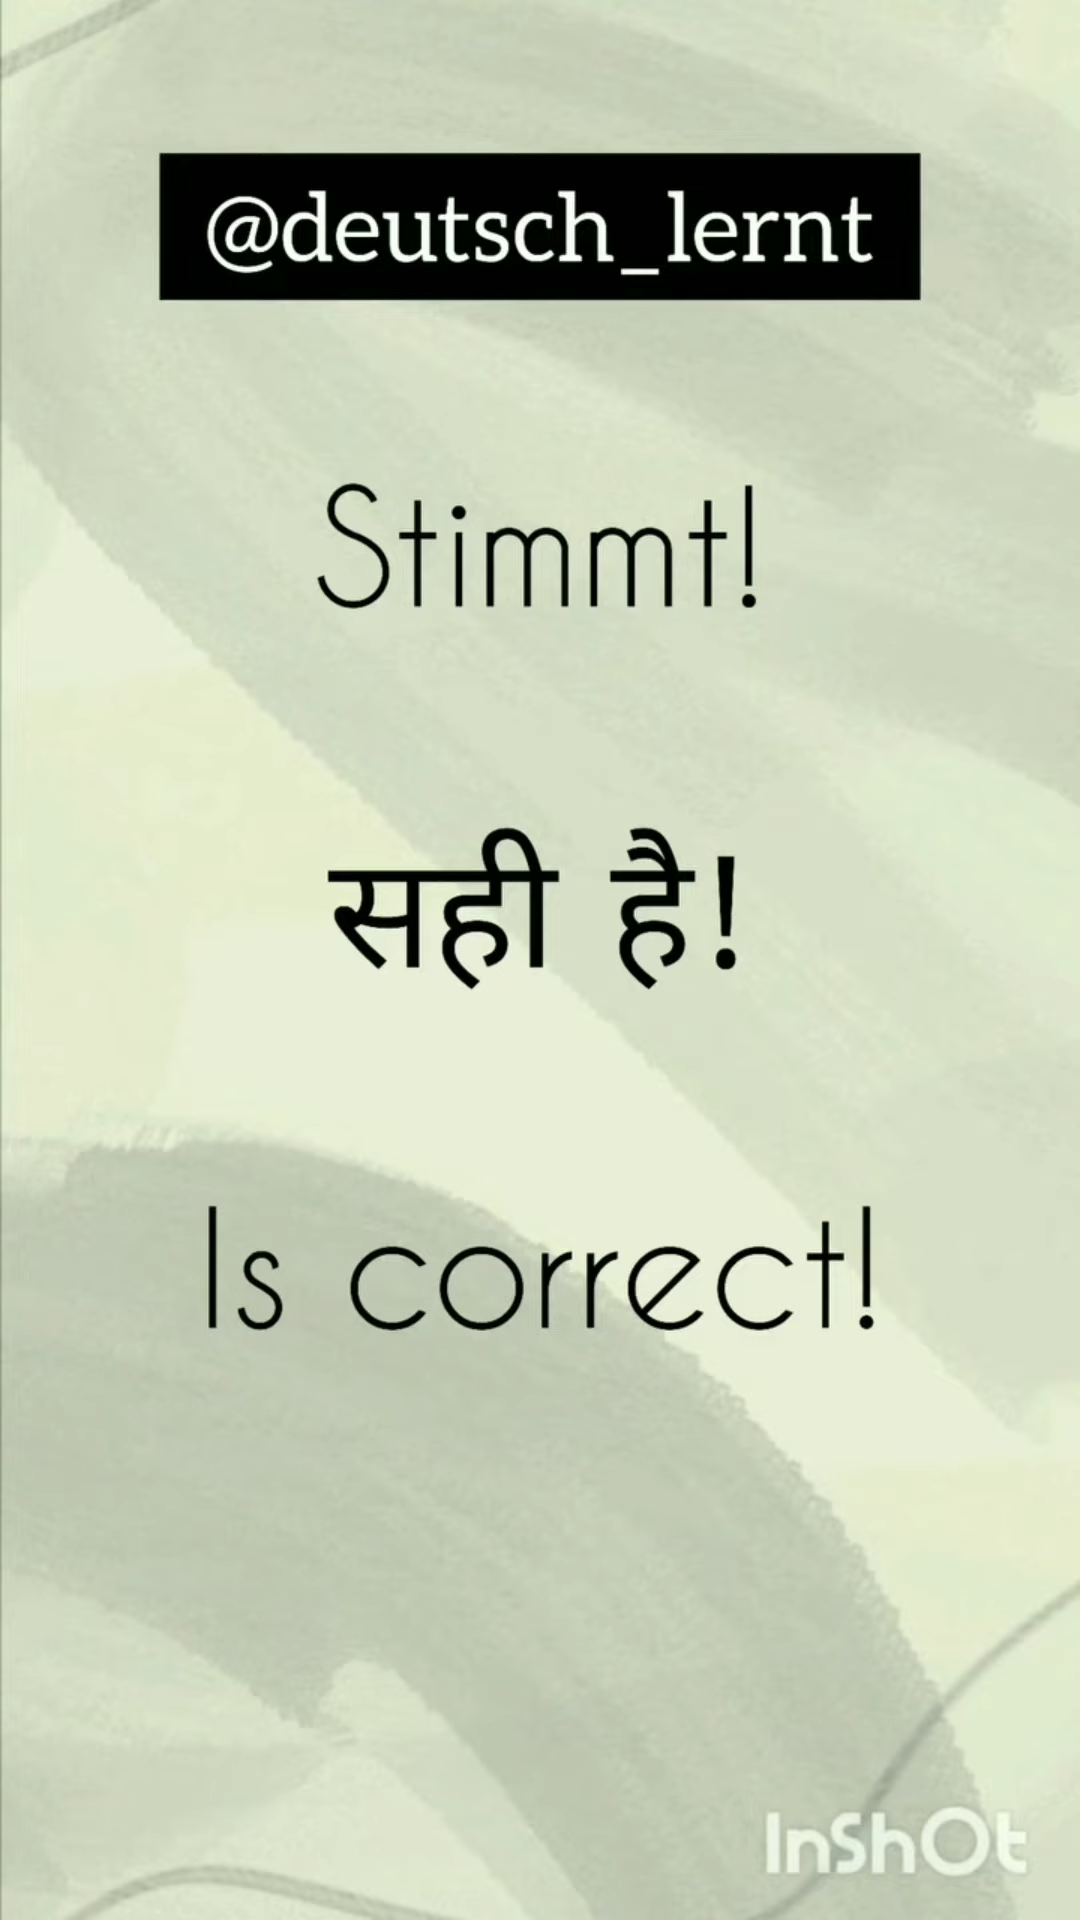 @deutsch_lernt
Stimmt!
सही है!
Is correct!
InShOt